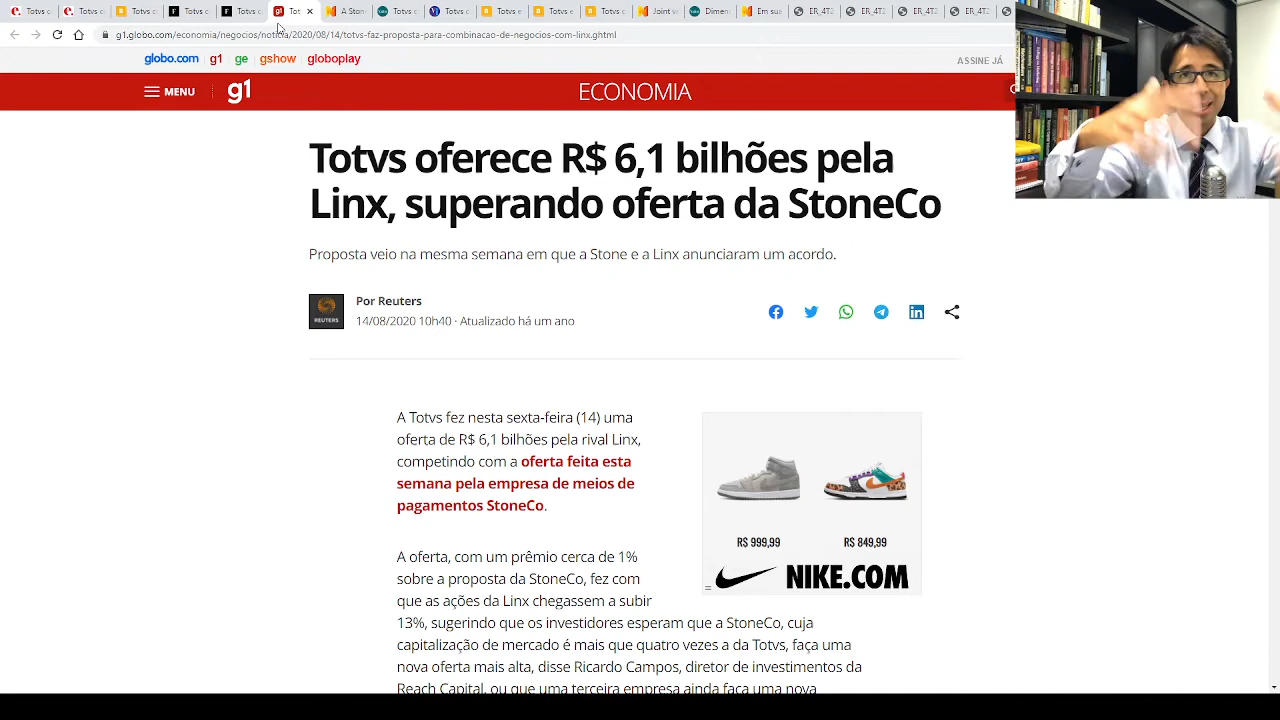 Totvs c
Totvs c
Totvs c
Totvs c
Totvs c
Tot
A Ston
Totvs c
Totvs c
Totvs e
Totvs e
Totvs c
Joint v
Dimen
Em sua
ER_4T2
ER_4T2
ER_4T2
ER_4T2
g1.globo.com/economia/negocios/noticia/2020/08/14/totvs-faz-proposta-para-combinacao-de-negocios-com-linx.ghtml
globo.com g1 ge gshow globoplay
ASSINE JÁ
MENU g1 ECONOMIA
Totvs oferece R$ 6,1 bilhões pela
Linx, superando oferta da StoneCo
Proposta veio na mesma semana em que a Stone e a Linx anunciaram um acordo.
REUTERS
Por Reuters
14/08/2020 10h40 · Atualizado há um ano
A Totvs fez nesta sexta-feira (14) uma
oferta de R$ 6,1 bilhões pela rival Linx,
competindo com a oferta feita esta
semana pela empresa de meios de
pagamentos StoneCo.
R$ 999,99 R$ 849,99
NIKE.COM
A oferta, com um prêmio cerca de 1%
sobre a proposta da StoneCo, fez com
que as ações da Linx chegassem a subir
13%, sugerindo que os investidores esperam que a StoneCo, cuja
capitalização de mercado é mais que quatro vezes a da Totvs, faça uma
nova oferta mais alta, disse Ricardo Campos, diretor de investimentos da
Reach Capital, ou que uma terceira empresa ainda faça uma nova